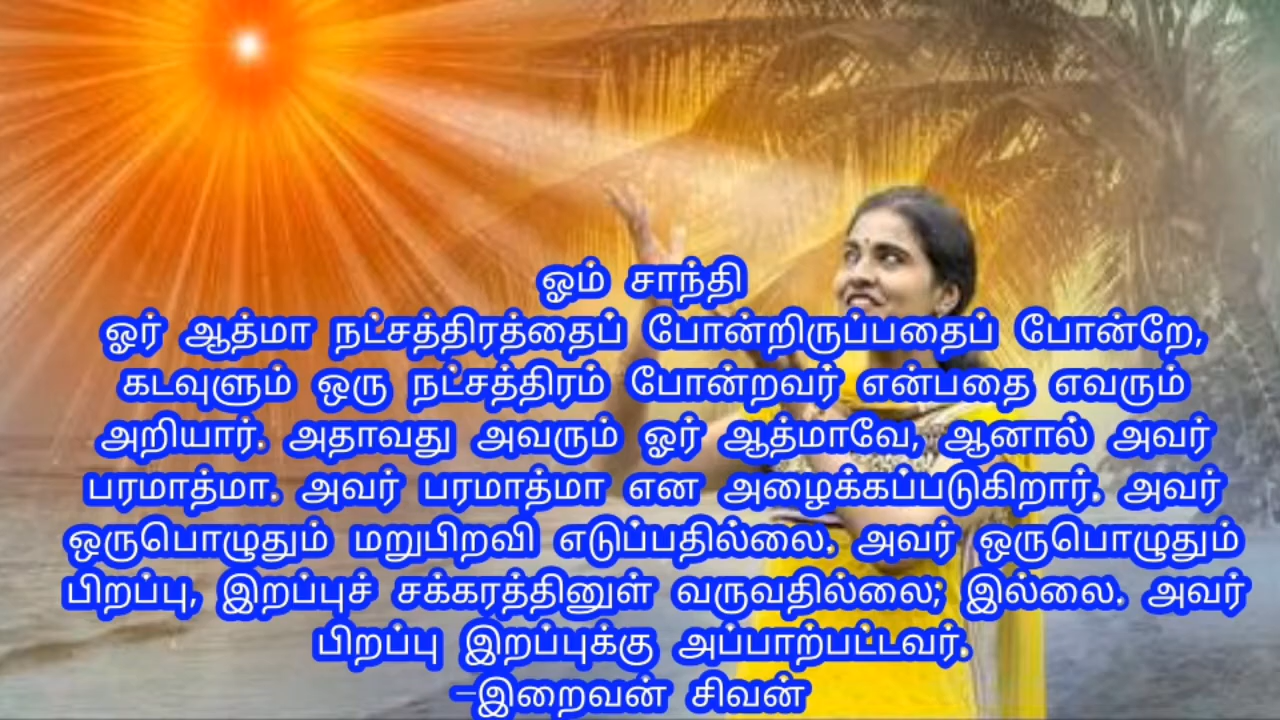 ஓம் சாந்தி
ஓர் ஆத்மா நட்சத்திரத்தைப் போன்றிருப்பதைப் போன்றே,
கடவுளும் ஒரு நட்சத்திரம் போன்றவர் என்பதை எவரும்
அறியார். அதாவது அவரும் ஓர் ஆத்மாவே, ஆனால் அவர்
பரமாத்மா. அவர் பரமாத்மா என அழைக்கப்படுகிறார். அவர்
ஒருபொழுதும் மறுபிறவி எடுப்பதில்லை. அவர் ஒருபொழுதும்
பிறப்பு, இறப்புச் சக்கரத்தினுள் வருவதில்லை; இல்லை. அவர்
பிறப்பு இறப்புக்கு அப்பாற்பட்டவர்.
-இறைவன் சிவன்